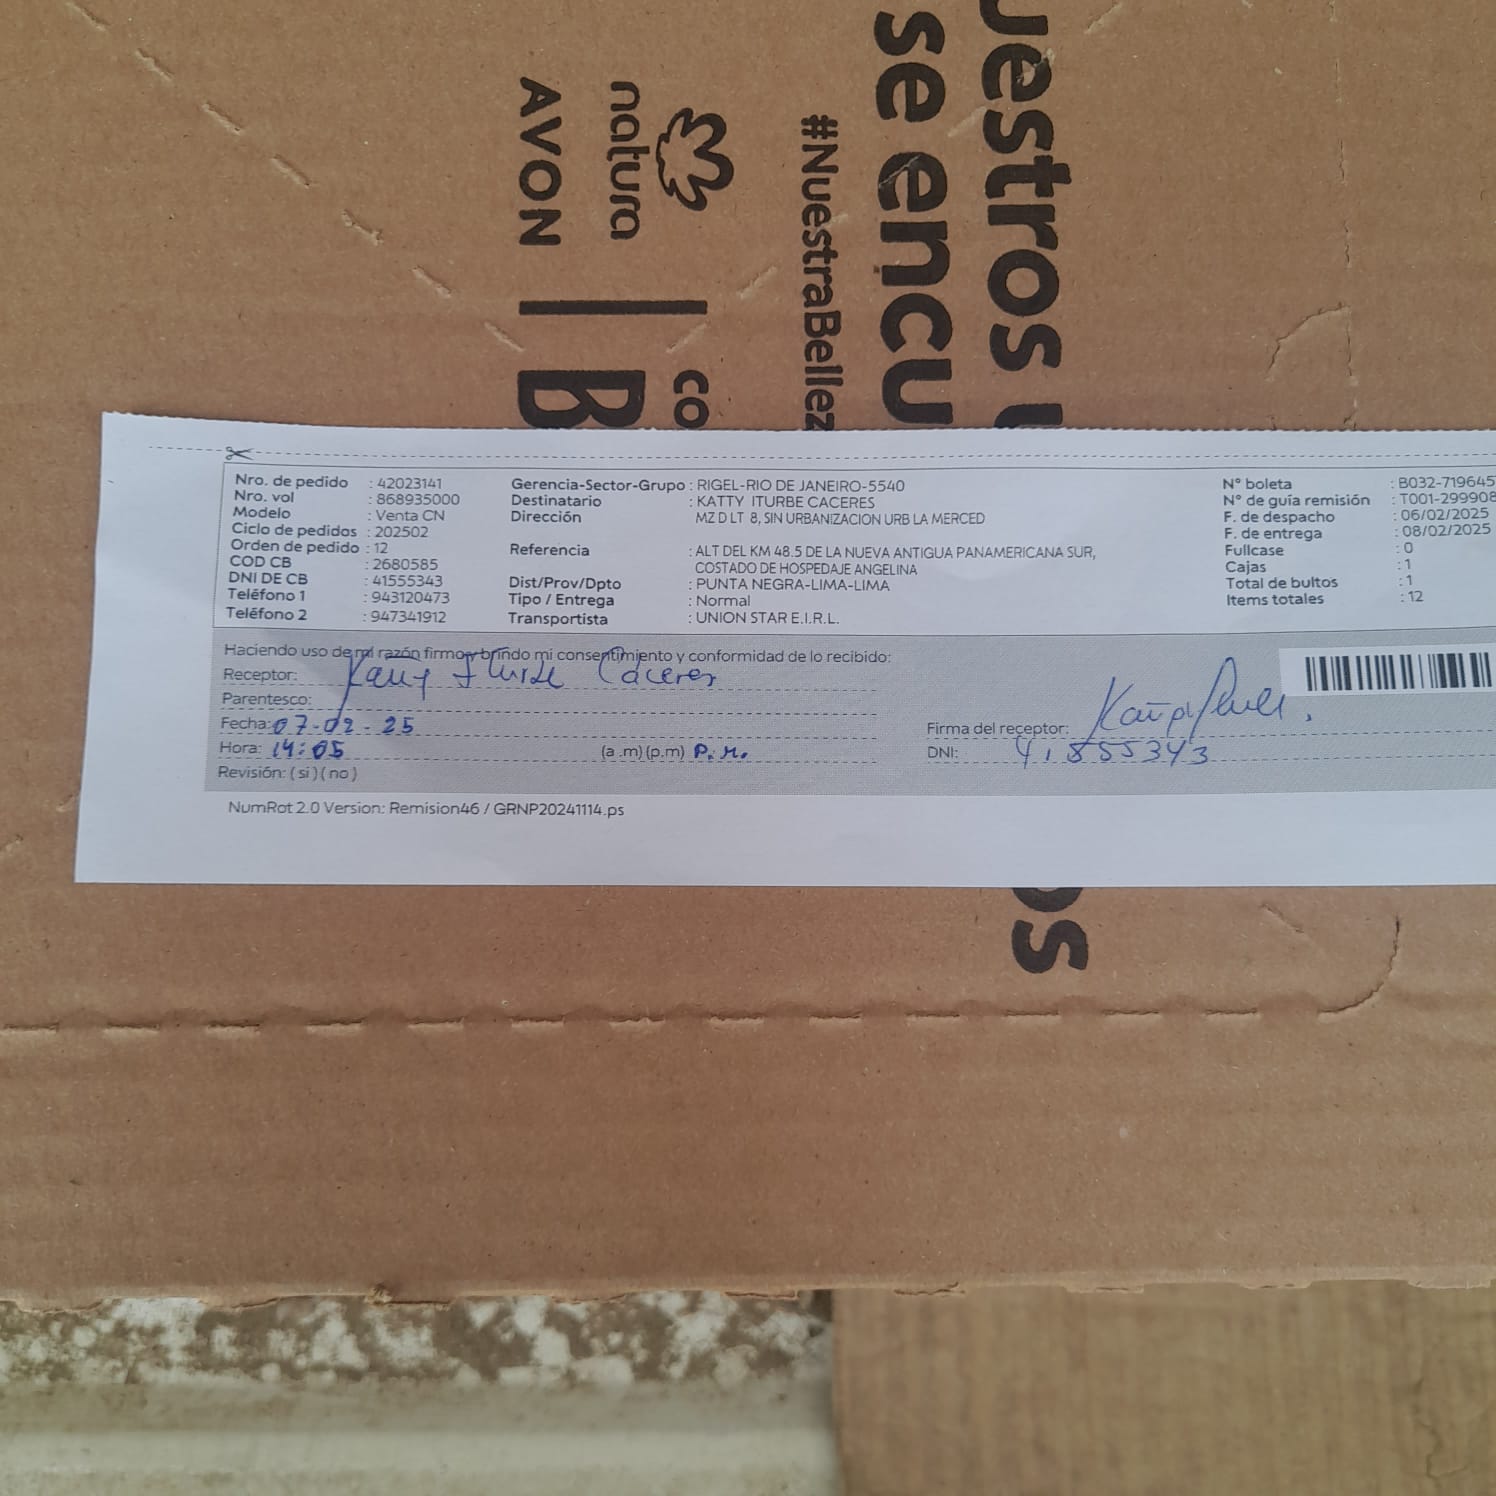 uestros u
se encu
#NuestraBellez
natura
AVON
co
B
Nro. de pedido : 42023141
Nro. vol : 868935000
Modelo : Venta CN
Ciclo de pedidos : 202502
Orden de pedido : 12
COD CB : 2680585
DNI DE CB : 41555343
Teléfono 1 : 943120473
Teléfono 2 : 947341912
Gerencia-Sector-Grupo : RIGEL-RIO DE JANEIRO-5540
Destinatario : KATTY ITURBE CACERES
Dirección MZ D LT 8, SIN URBANIZACION URB LA MERCED
Referencia : ALT DEL KM 48.5 DE LA NUEVA ANTIGUA PANAMERICANA SUR,
COSTADO DE HOSPEDAJE ANGELINA
Dist/Prov/Dpto : PUNTA NEGRA-LIMA-LIMA
Tipo / Entrega : Normal
Transportista : UNION STAR E.I.R.L.
N° boleta : B032-719645
N° de guía remisión : T001-299908
F. de despacho : 06/02/2025
F. de entrega : 08/02/2025
Fullcase : 0
Cajas : 1
Total de bultos : 1
Items totales : 12
Haciendo uso de mi razón firmo y brindo mi consentimiento y conformidad de lo recibido:
Receptor: Katty Iturbe Cáceres
Parentesco:
Fecha: 07-02-25
Hora: 14:05 (a .m) (p.m) P.M.
Revisión: ( si ) ( no )
Firma del receptor:
DNI: 41555343
NumRot 2.0 Version: Remision46 / GRNP20241114.ps
os